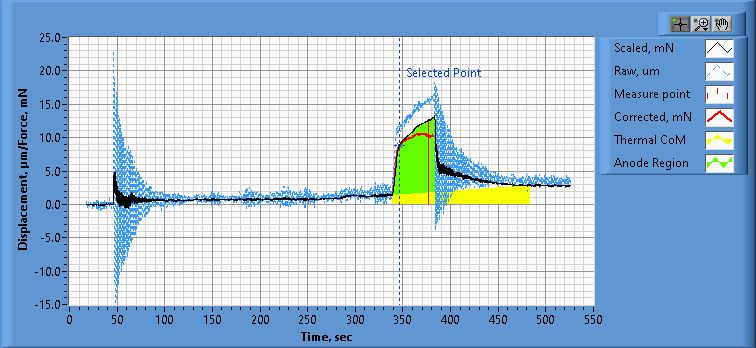 Scaled, mN
Raw, um
Measure point
Corrected, mN
Thermal CoM
Anode Region
Selected Point
Displacement, µm/Force, mN
25.0
20.0
15.0
10.0
5.0
0.0
-5.0
-10.0
-15.0
0 50 100 150 200 250 300 350 400 450 500 550
Time, sec